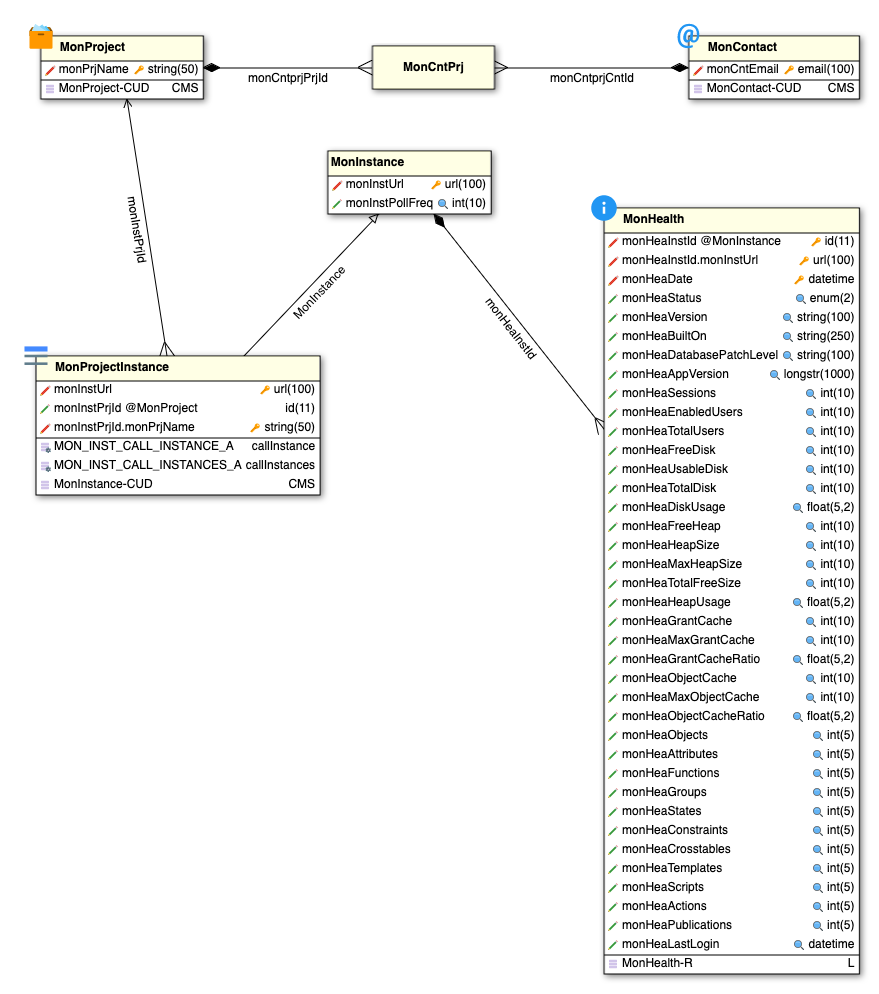 MonProject
monPrjName string(50)
MonProject-CUD CMS
monCntprjPrjId
MonCntPrj
monCntprjCntId
@
MonContact
monCntEmail email(100)
MonContact-CUD CMS
monInstPrjId
MonInstance
monInstUrl url(100)
monInstPollFreq int(10)
MonInstance
monHeaInstId
MonProjectInstance
monInstUrl url(100)
monInstPrjId @MonProject id(11)
monInstPrjId.monPrjName string(50)
MON_INST_CALL_INSTANCE_A callInstance
MON_INST_CALL_INSTANCES_A callInstances
MonInstance-CUD CMS
i
MonHealth
monHeaInstId @MonInstance id(11)
monHeaInstId.monInstUrl url(100)
monHeaDate datetime
monHeaStatus enum(2)
monHeaVersion string(100)
monHeaBuiltOn string(250)
monHeaDatabasePatchLevel string(100)
monHeaAppVersion longstr(1000)
monHeaSessions int(10)
monHeaEnabledUsers int(10)
monHeaTotalUsers int(10)
monHeaFreeDisk int(10)
monHeaUsableDisk int(10)
monHeaTotalDisk int(10)
monHeaDiskUsage float(5,2)
monHeaFreeHeap int(10)
monHeaHeapSize int(10)
monHeaMaxHeapSize int(10)
monHeaTotalFreeSize int(10)
monHeaHeapUsage float(5,2)
monHeaGrantCache int(10)
monHeaMaxGrantCache int(10)
monHeaGrantCacheRatio float(5,2)
monHeaObjectCache int(10)
monHeaMaxObjectCache int(10)
monHeaObjectCacheRatio float(5,2)
monHeaObjects int(5)
monHeaAttributes int(5)
monHeaFunctions int(5)
monHeaGroups int(5)
monHeaStates int(5)
monHeaConstraints int(5)
monHeaCrosstables int(5)
monHeaTemplates int(5)
monHeaScripts int(5)
monHeaActions int(5)
monHeaPublications int(5)
monHeaLastLogin datetime
MonHealth-R L